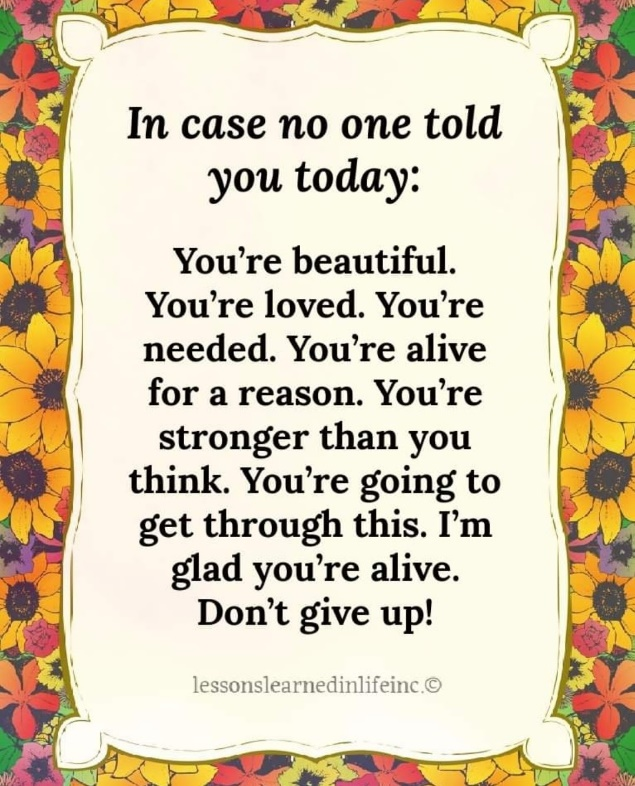 In case no one told
you today:
You’re beautiful.
You’re loved. You’re
needed. You’re alive
for a reason. You’re
stronger than you
think. You’re going to
get through this. I’m
glad you’re alive.
Don’t give up!
lessonslearnedinlifeinc.©